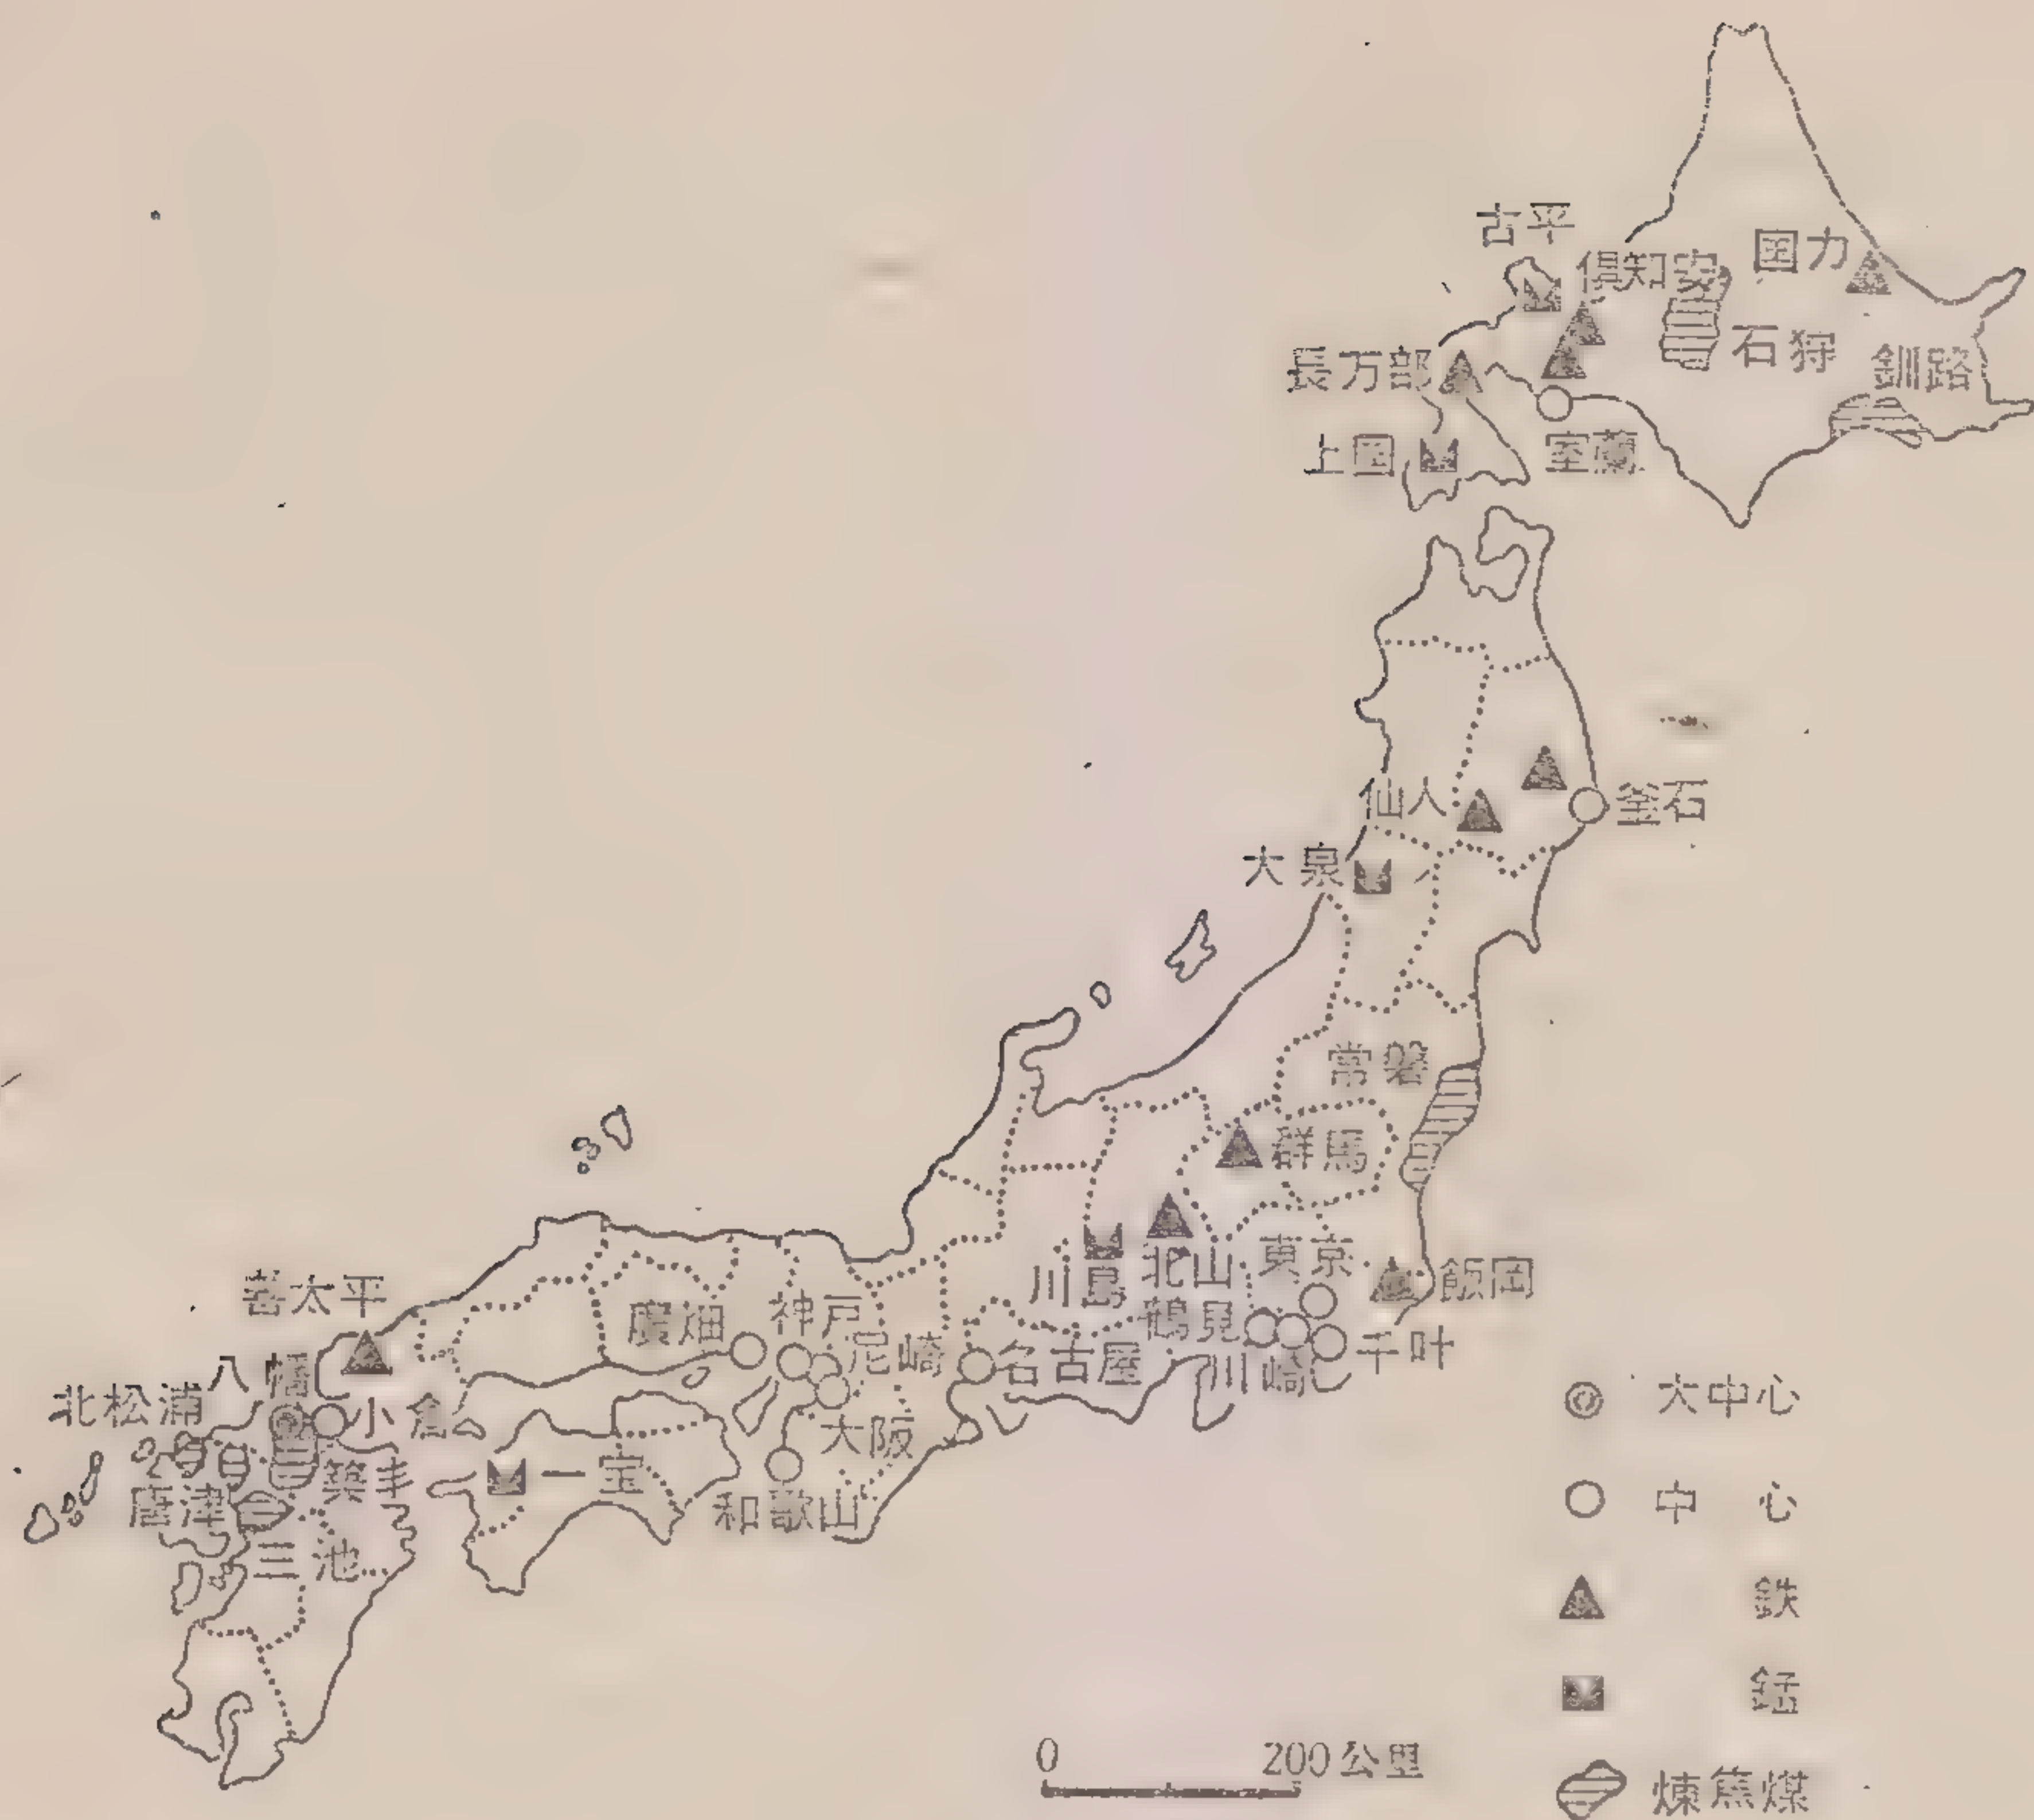 古平
倶知安
国力
石狩
釧路
長万部
上国
室蘭
仙人
釜石
大泉
常磐
群馬
川島
北山
東京
飯岡
鶴見
川崎
千叶
善太平
廣畑
神戸
尼崎
名古屋
八幡
小倉
北松浦
大阪
築丰
一宝
和歌山
唐津
三池
大中心
中心
鉄
錳
煉焦煤
0 200公里